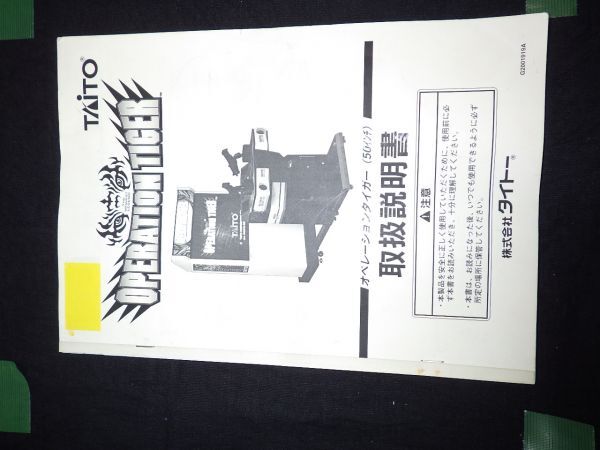 TAITO®
OPERATION TIGER™
オペレーションタイガー(50インチ)
取扱説明書
⚠注意
・本製品を安全に正しく使用していただくために、使用前に必
ず本書をお読みいただき、十分に理解してください。
・本書は、お読みになった後、いつでも使用できるように必ず
所定の場所に保管してください。
株式会社タイトー®
G2001919A
OPERATION TIGER
TAITO